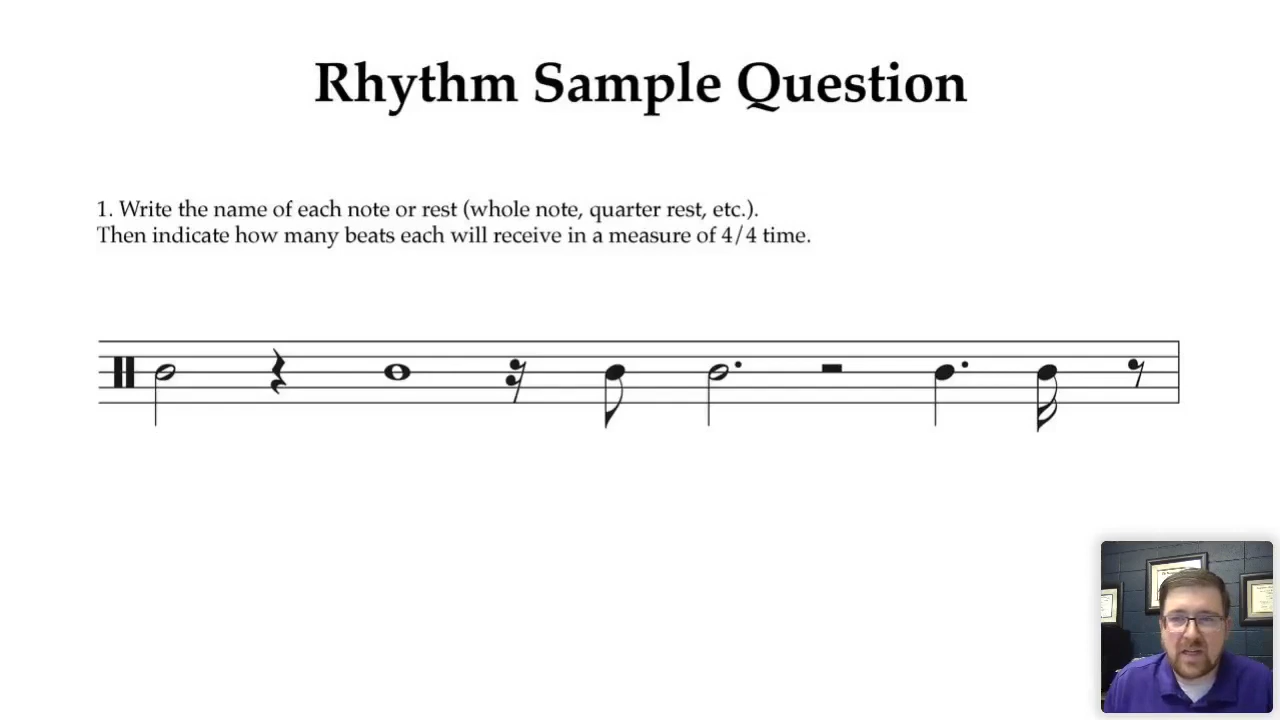 Rhythm Sample Question
1. Write the name of each note or rest (whole note, quarter rest, etc.).
Then indicate how many beats each will receive in a measure of 4/4 time.